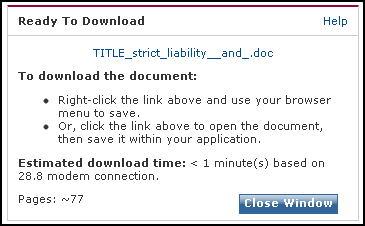 Ready To Download Help
TITLE_strict_liability__and_.doc
To download the document:
• Right-click the link above and use your browser
menu to save.
• Or, click the link above to open the document,
then save it within your application.
Estimated download time: < 1 minute(s) based on
28.8 modem connection.
Pages: ~77 Close Window